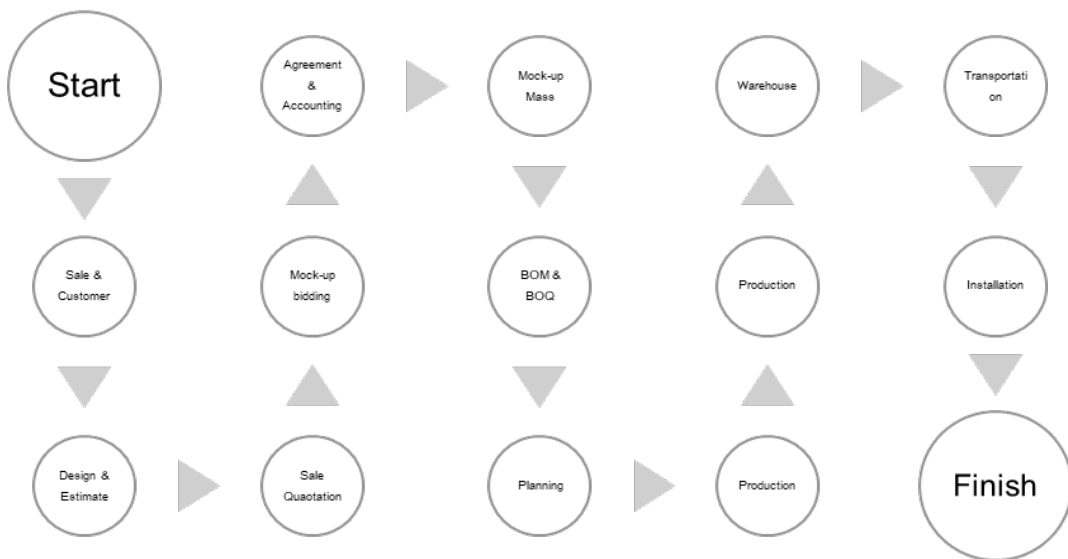 Start
Sale &
Customer
Design &
Estimate
Sale
Quaotation
Mock-up
bidding
Agreement
&
Accounting
Mock-up
Mass
BOM &
BOQ
Planning
Production
Production
Warehouse
Transportati
on
Installation
Finish